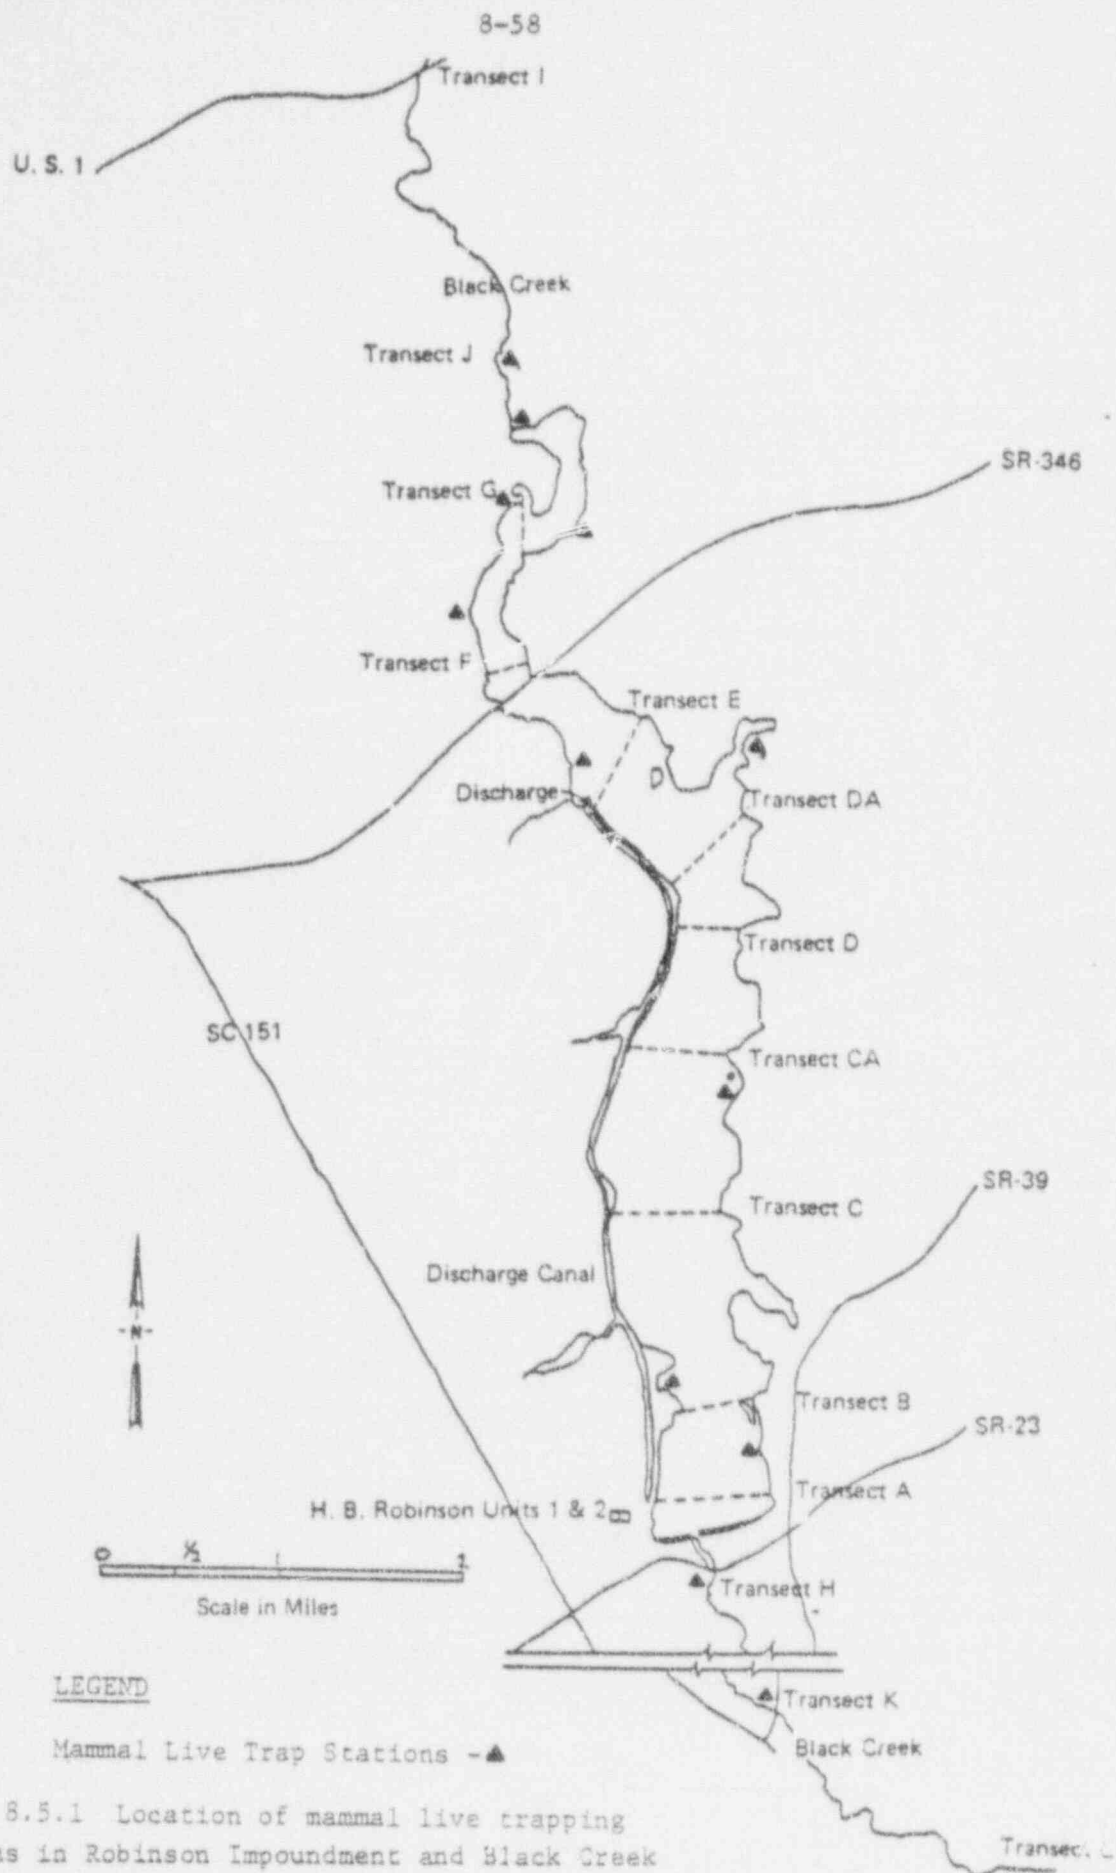 8-58
Transect I
U. S. 1
Black Creek
Transect J
SR-346
Transect G
Transect F
Transect E
D
Discharge
Transect DA
Transect D
SC 151
Transect CA
SR-39
Transect C
Discharge Canal
-N-
Transect B
SR-23
Transect A
H. B. Robinson Units 1 & 2
0 ½ 1
Scale in Miles
Transect H
LEGEND
Transect K
Mammal Live Trap Stations -
Black Creek
8.5.1 Location of mammal live trapping
in Robinson Impoundment and Black Creek